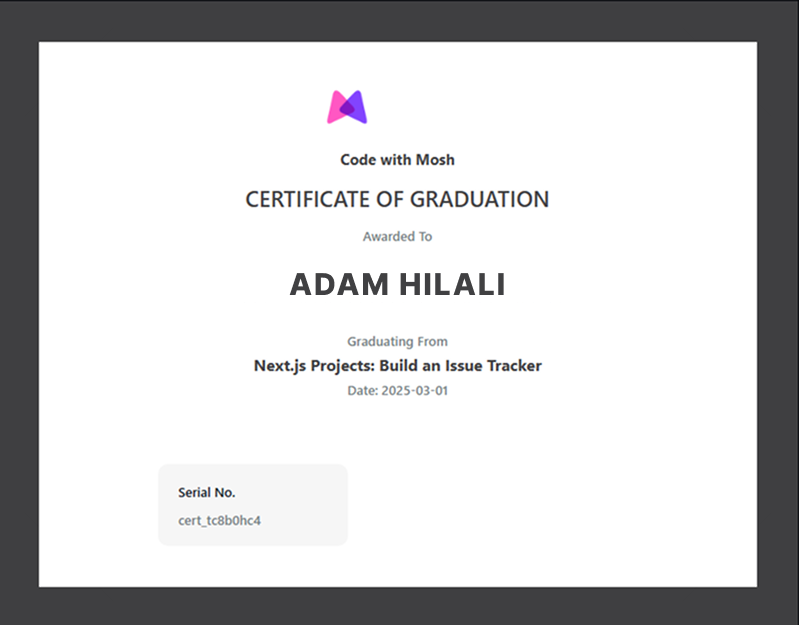 Code with Mosh
CERTIFICATE OF GRADUATION
Awarded To
ADAM HILALI
Graduating From
Next.js Projects: Build an Issue Tracker
Date: 2025-03-01
Serial No.
cert_tc8b0hc4